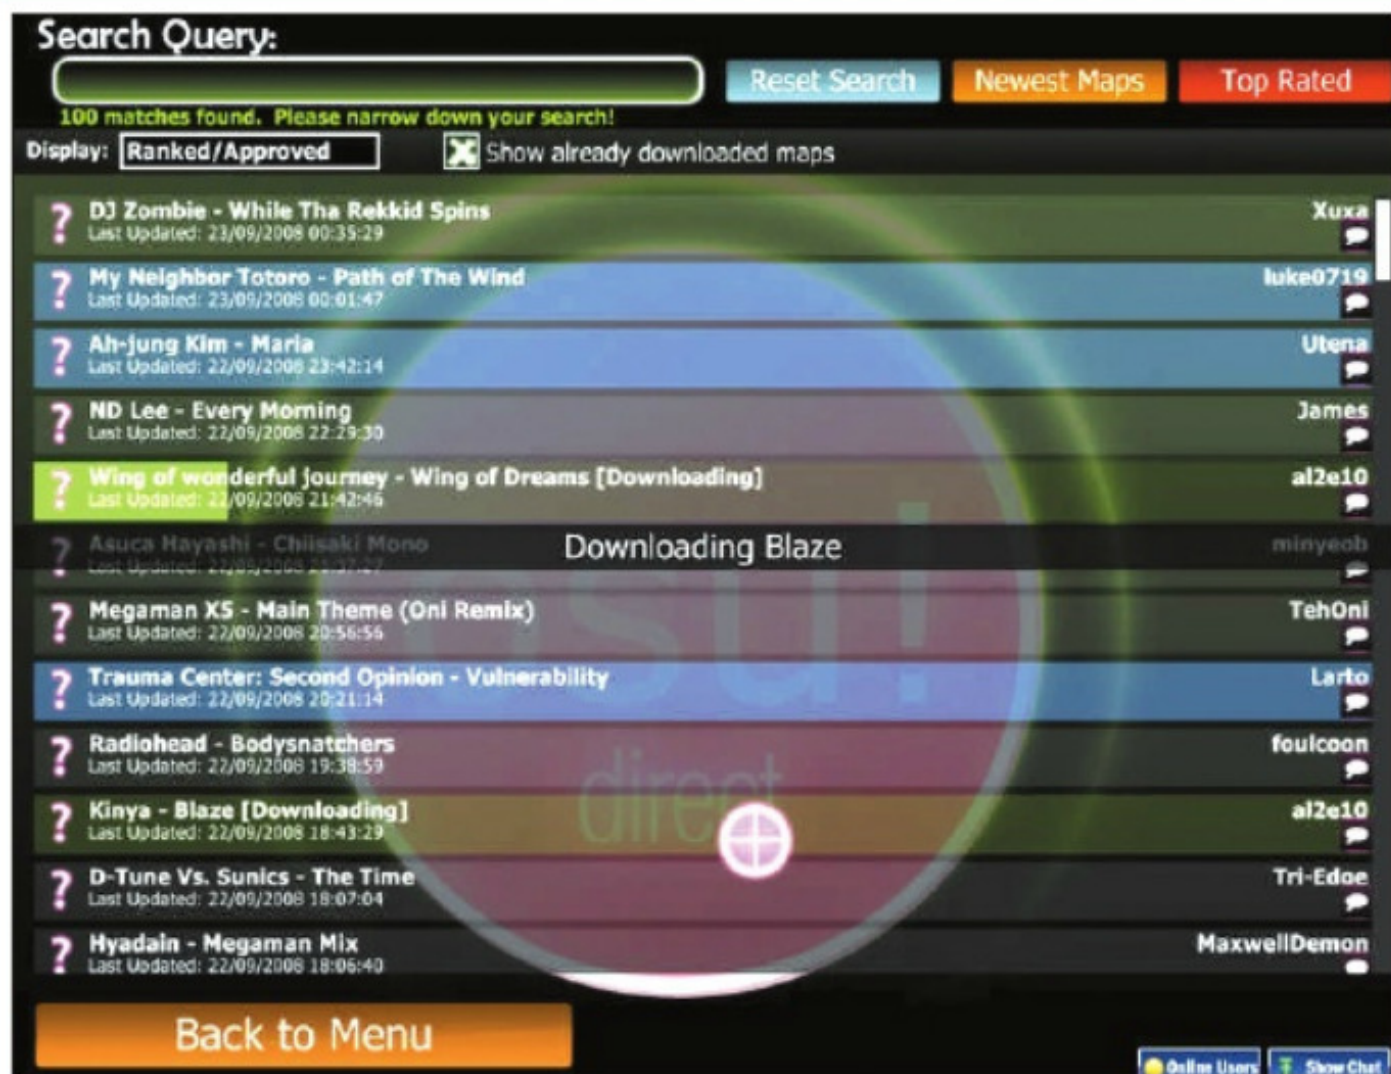 Search Query:
Reset Search
Newest Maps
Top Rated
100 matches found. Please narrow down your search!
Display: Ranked/Approved
Show already downloaded maps
? DJ Zombie - While Tha Rekkid Spins
Xuxa
Last Updated: 23/09/2008 00:35:29
? My Neighbor Totoro - Path of The Wind
luke0719
Last Updated: 23/09/2008 00:01:47
? Ah-jung Kim - Maria
Utena
Last Updated: 22/09/2008 23:42:14
? ND Lee - Every Morning
James
Last Updated: 22/09/2008 22:29:30
? Wing of wonderful journey - Wing of Dreams [Downloading]
al2e10
Last Updated: 22/09/2008 21:42:46
? Asuca Hayashi - Chiisaki Mono
minyeob
Downloading Blaze
Last Updated: 22/09/2008 21:37:27
? Megaman X5 - Main Theme (Oni Remix)
TehOni
Last Updated: 22/09/2008 20:56:56
osu!
? Trauma Center: Second Opinion - Vulnerability
Larto
Last Updated: 22/09/2008 20:21:14
? Radiohead - Bodysnatchers
foulcoon
Last Updated: 22/09/2008 19:38:59
direct
? Kinya - Blaze [Downloading]
al2e10
Last Updated: 22/09/2008 18:43:29
? D-Tune Vs. Sunics - The Time
Tri-Edoe
Last Updated: 22/09/2008 18:07:04
? Hyadain - Megaman Mix
MaxwellDemon
Last Updated: 22/09/2008 18:06:40
Back to Menu
Online Users
Show Chat